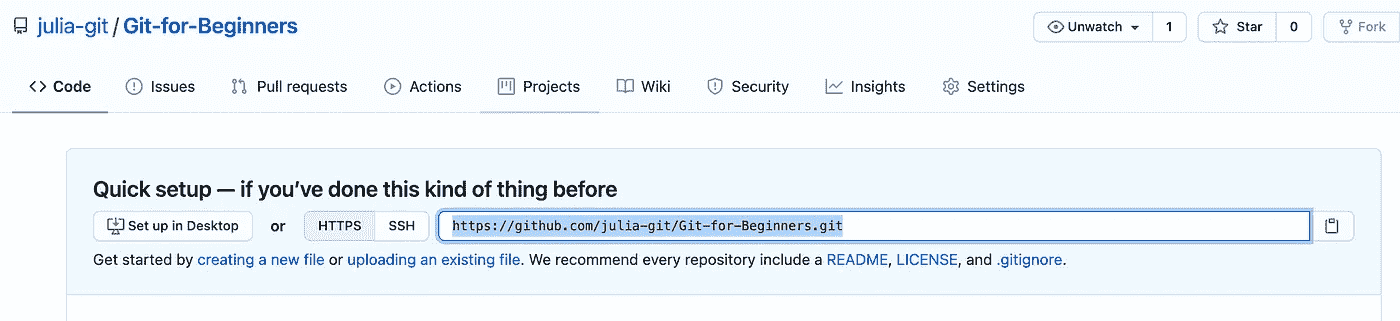 julia-git / Git-for-Beginners
Unwatch 1 Star 0 Fork
Code Issues Pull requests Actions Projects Wiki Security Insights Settings
Quick setup — if you’ve done this kind of thing before
Set up in Desktop or HTTPS SSH https://github.com/julia-git/Git-for-Beginners.git
Get started by creating a new file or uploading an existing file. We recommend every repository include a README, LICENSE, and .gitignore.